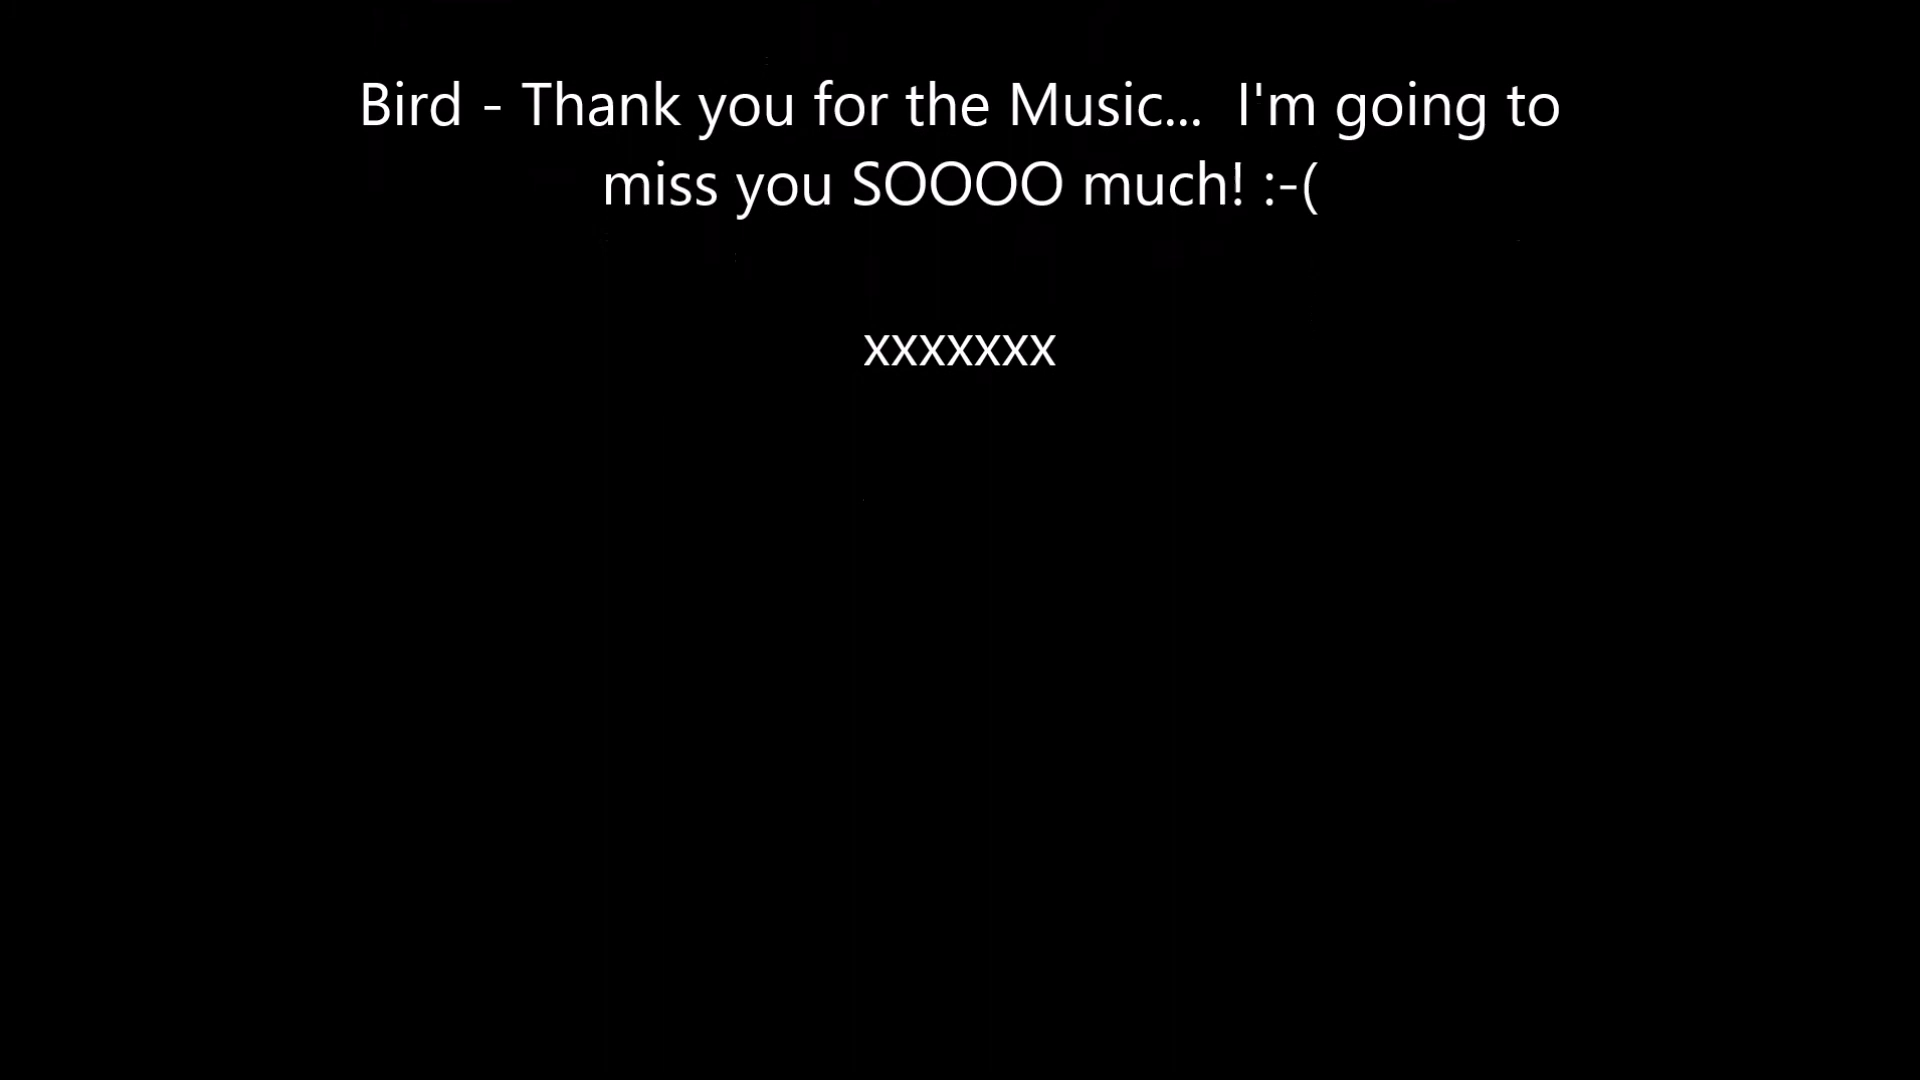 Bird - Thank you for the Music...  I'm going to
miss you SOOOO much! :-(
xxxxxxx